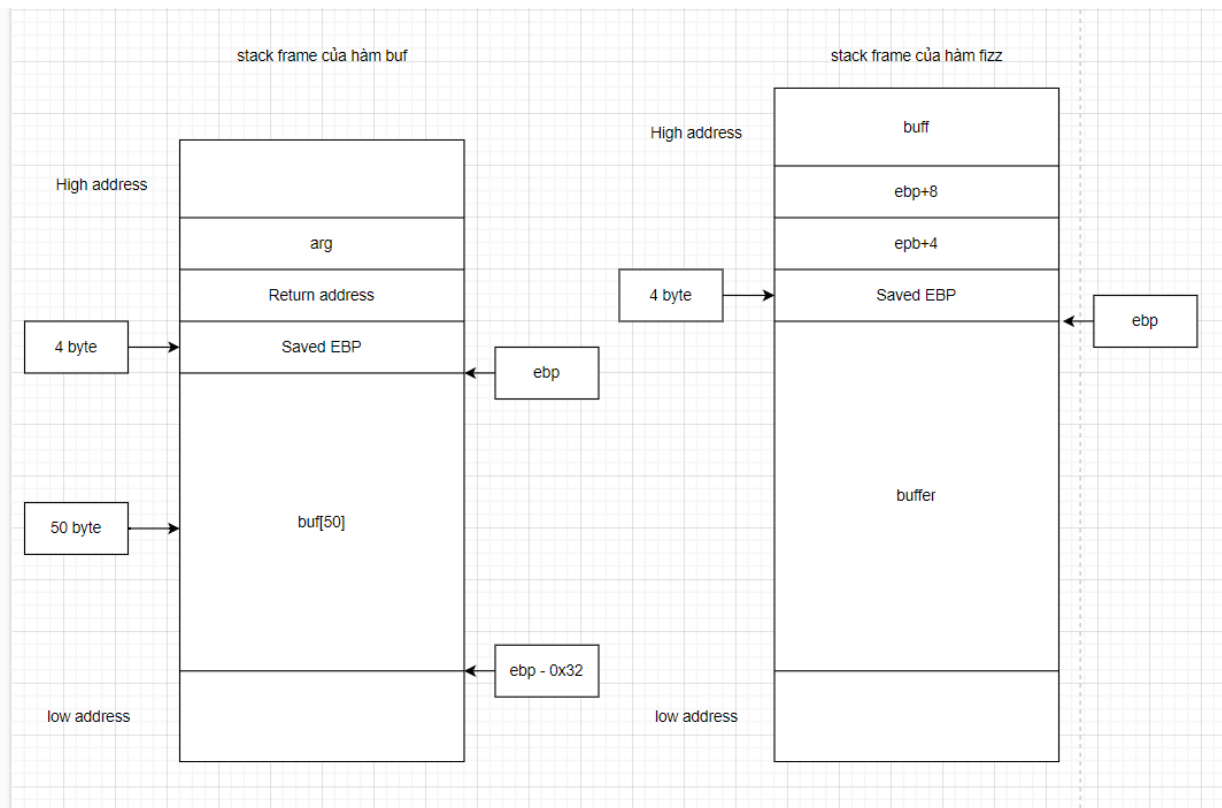 stack frame của hàm buf
High address
arg
Return address
Saved EBP
4 byte
ebp
buf[50]
50 byte
ebp - 0x32
low address
stack frame của hàm fizz
High address
buff
ebp+8
epb+4
4 byte
Saved EBP
ebp
buffer
low address